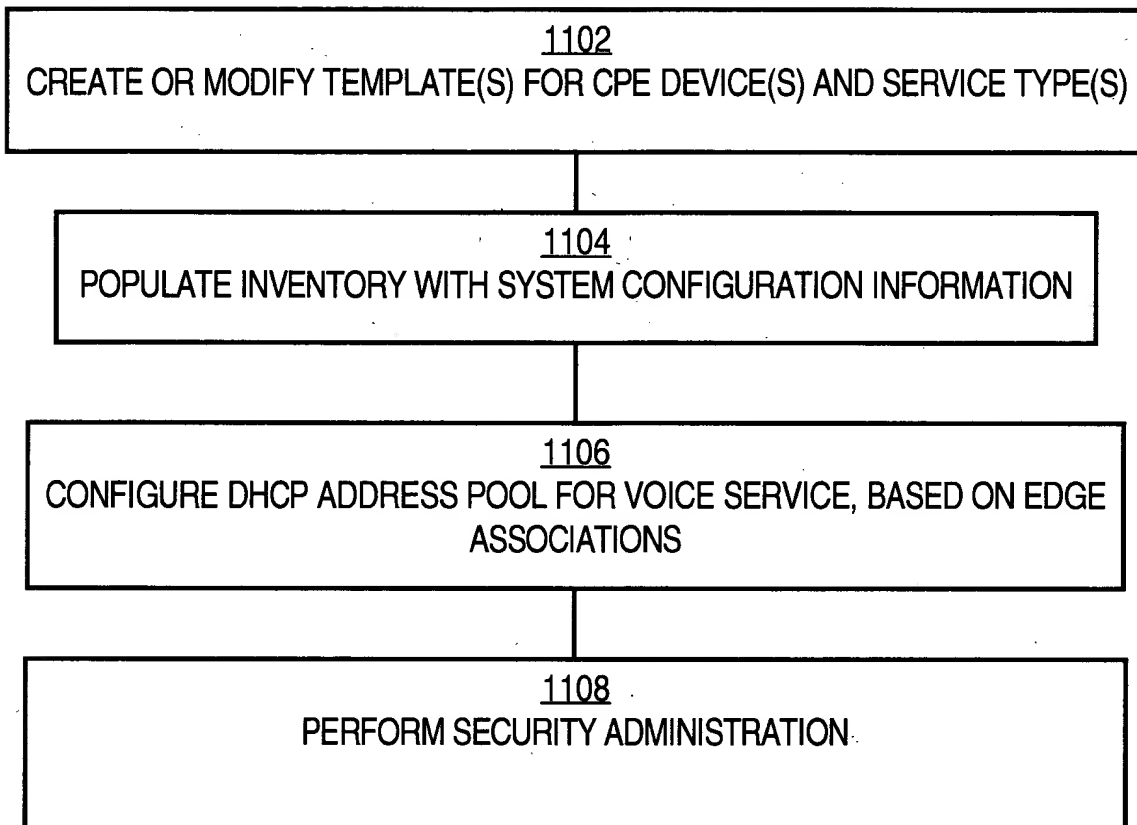 1102
CREATE OR MODIFY TEMPLATE(S) FOR CPE DEVICE(S) AND SERVICE TYPE(S)
1104
POPULATE INVENTORY WITH SYSTEM CONFIGURATION INFORMATION
1106
CONFIGURE DHCP ADDRESS POOL FOR VOICE SERVICE, BASED ON EDGE
ASSOCIATIONS
1108
PERFORM SECURITY ADMINISTRATION